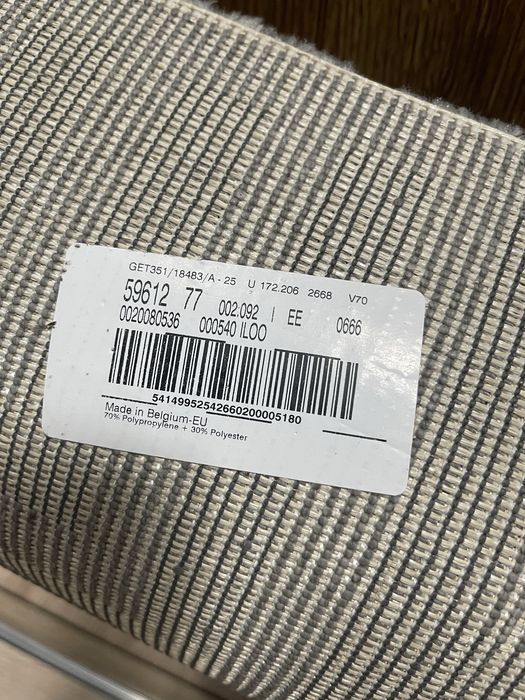 GET351/18483/A - 25 U 172.206 2668 V70
59612 77 002.092 I EE 0666
0020080536 000540 ILOO
54149952542660200005180
Made in Belgium-EU
70% Polypropylene + 30% Polyester